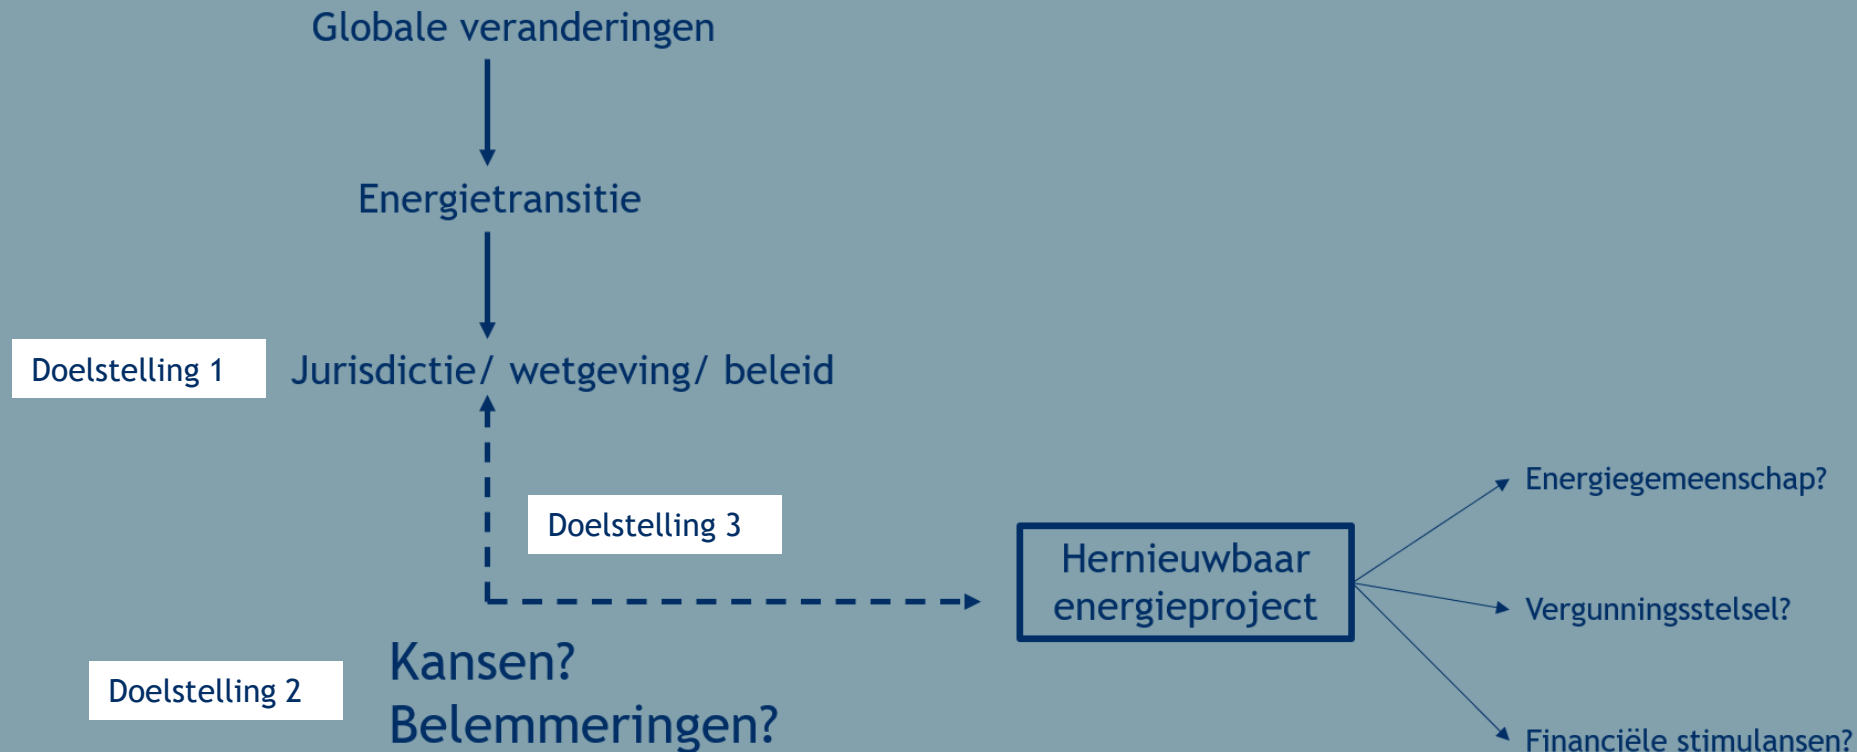 Globale veranderingen
Energietransitie
Doelstelling 1
Jurisdictie/ wetgeving/ beleid
Doelstelling 3
Hernieuwbaar
energieproject
Energiegemeenschap?
Vergunningsstelsel?
Financiële stimulansen?
Doelstelling 2
Kansen?
Belemmeringen?